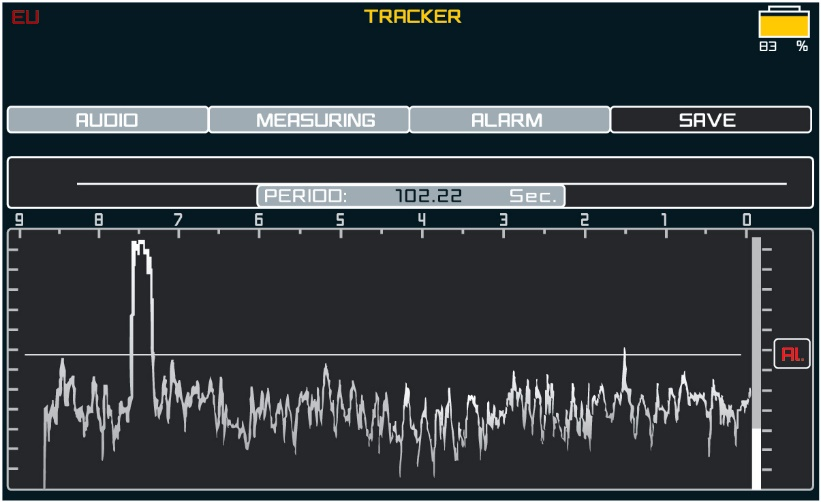 EU TRACKER
83 %
AUDIO MEASURING ALARM SAVE
PERIOD: 102.22 Sec.
9 8 7 6 5 4 3 2 1 0
Al.